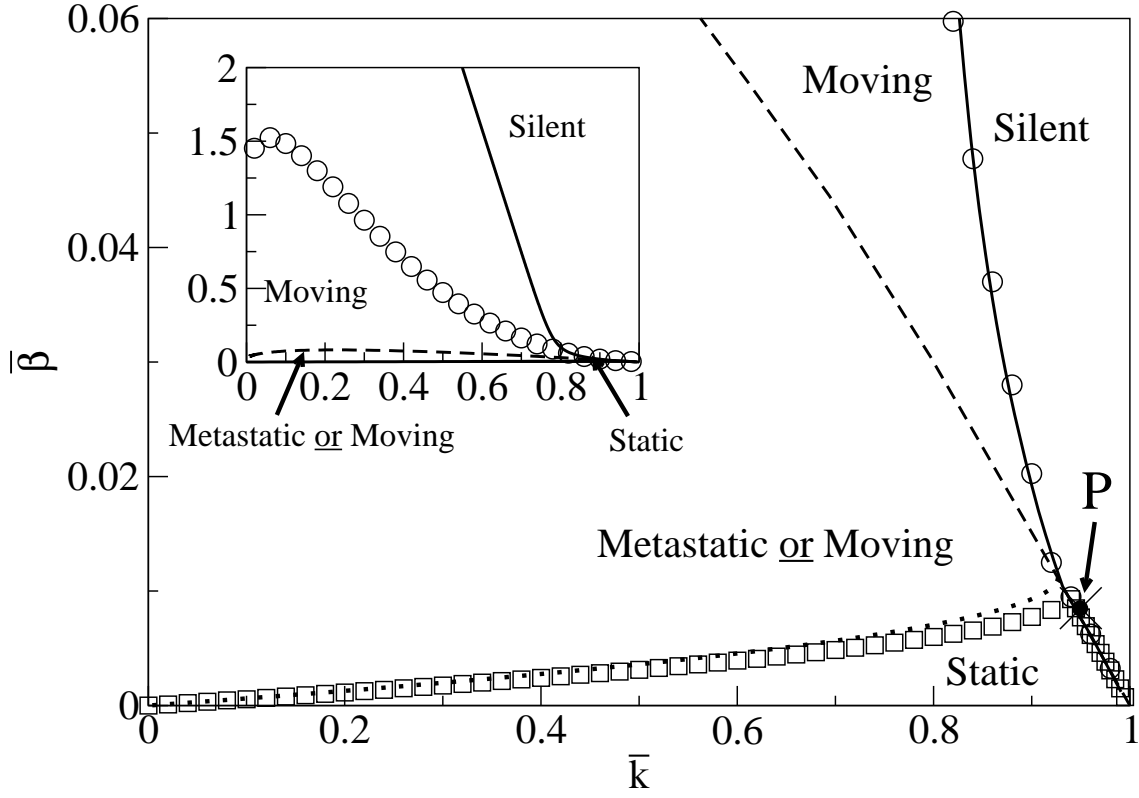 0.06
0.04
0.02
0
β̅
2
1.5
1
0.5
0
Silent
Moving
0 0.2 0.4 0.6 0.8 1
Metastatic or Moving
Static
Moving
Silent
P
Metastatic or Moving
Static
0 0.2 0.4 0.6 0.8 1
k̅